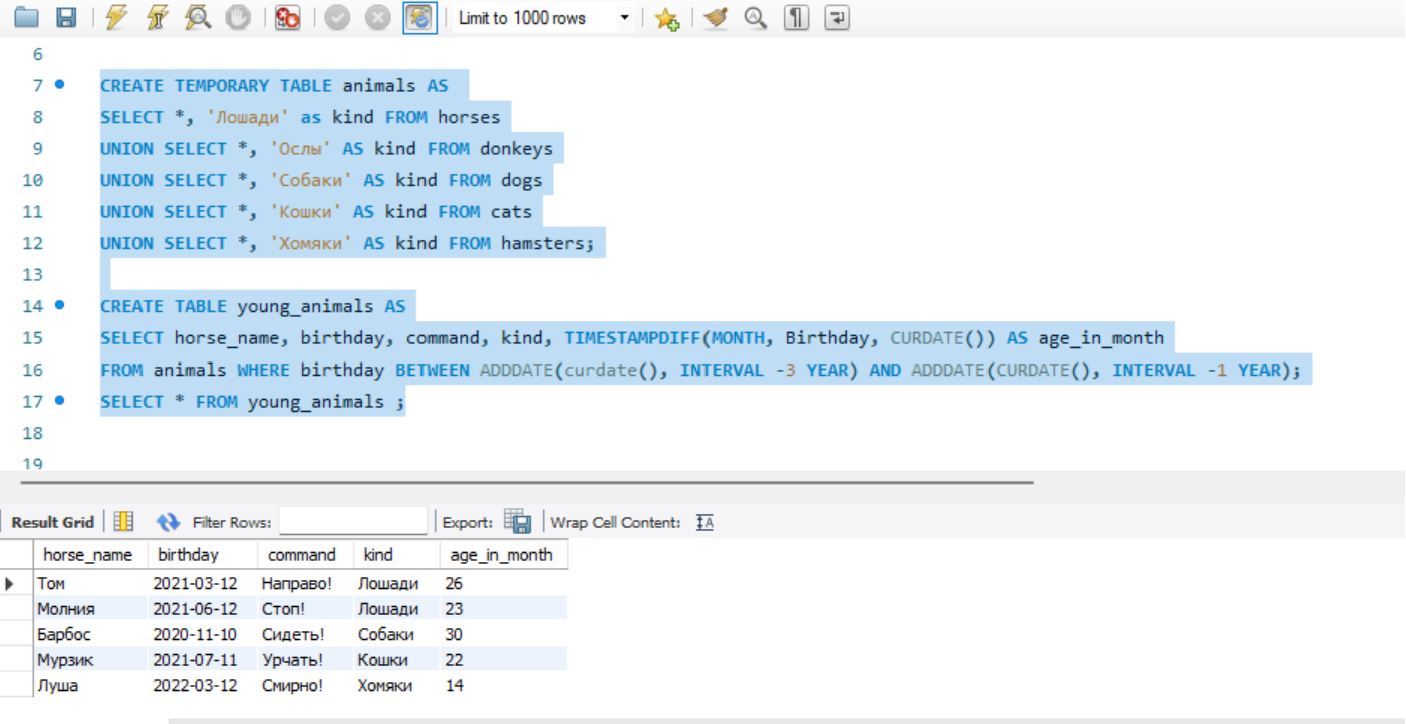 Limit to 1000 rows
6
7 CREATE TEMPORARY TABLE animals AS
8 SELECT *, 'Лошади' as kind FROM horses
9 UNION SELECT *, 'Ослы' AS kind FROM donkeys
10 UNION SELECT *, 'Собаки' AS kind FROM dogs
11 UNION SELECT *, 'Кошки' AS kind FROM cats
12 UNION SELECT *, 'Хомяки' AS kind FROM hamsters;
13
14 CREATE TABLE young_animals AS
15 SELECT horse_name, birthday, command, kind, TIMESTAMPDIFF(MONTH, Birthday, CURDATE()) AS age_in_month
16 FROM animals WHERE birthday BETWEEN ADDDATE(curdate(), INTERVAL -3 YEAR) AND ADDDATE(CURDATE(), INTERVAL -1 YEAR);
17 SELECT * FROM young_animals ;
18
19
Result Grid Filter Rows: Export: Wrap Cell Content: IA
horse_name birthday command kind age_in_month
Том 2021-03-12 Направо! Лошади 26
Молния 2021-06-12 Стоп! Лошади 23
Барбос 2020-11-10 Сидеть! Собаки 30
Мурзик 2021-07-11 Урчать! Кошки 22
Луша 2022-03-12 Смирно! Хомяки 14